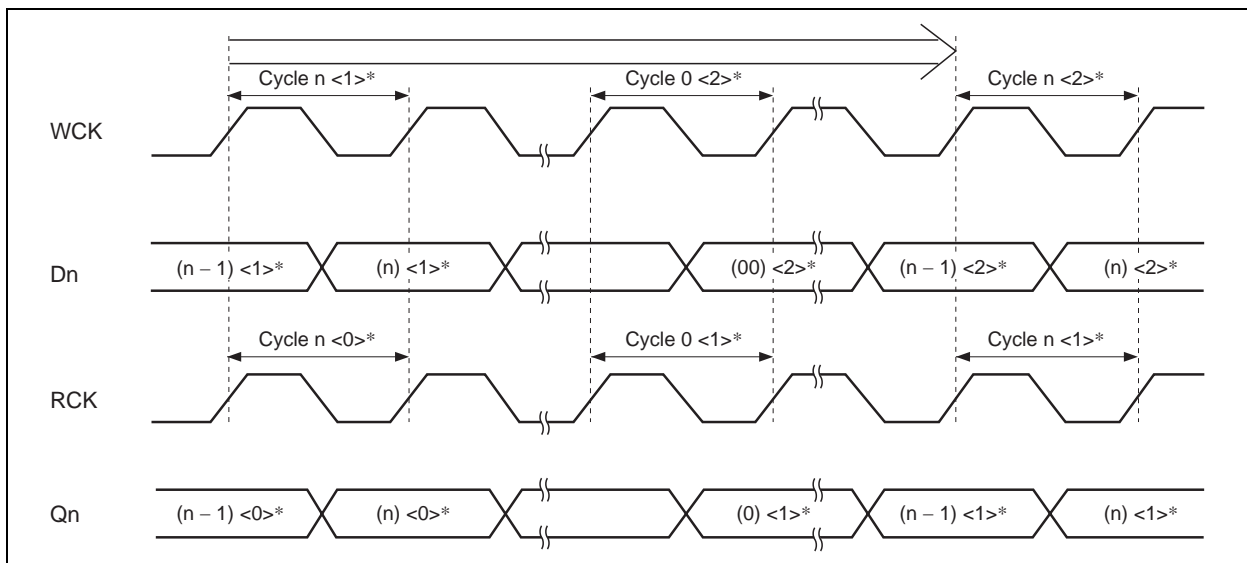 Cycle n <1>* Cycle 0 <2>* Cycle n <2>*
WCK
Dn (n – 1) <1>* (n) <1>* (00) <2>* (n – 1) <2>* (n) <2>*
Cycle n <0>* Cycle 0 <1>* Cycle n <1>*
RCK
Qn (n – 1) <0>* (n) <0>* (0) <1>* (n – 1) <1>* (n) <1>*